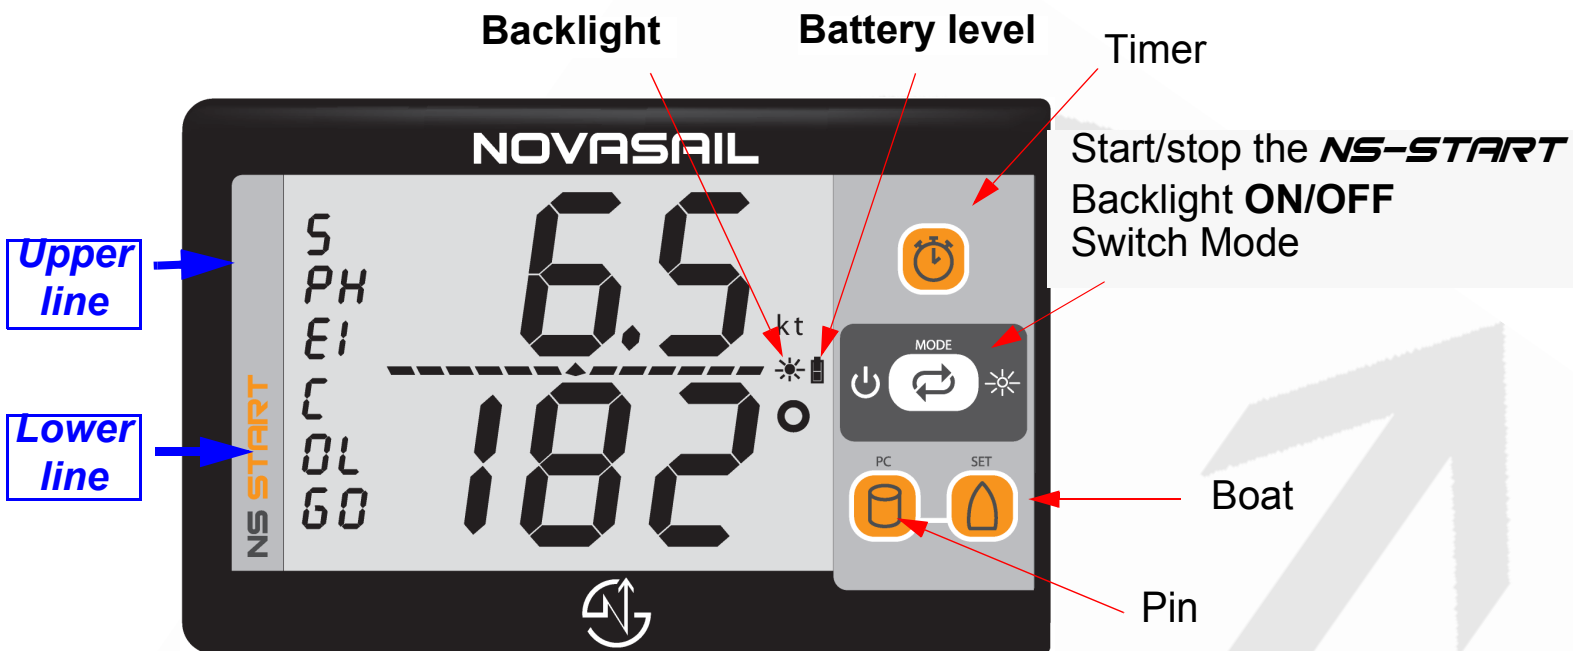 Backlight
Battery level
Timer
NOVASAIL
Start/stop the NS-START
Backlight ON/OFF
Switch Mode
Upper
line
S
PH
EI
C
OL
GO
6.5
kt
182
MODE
Lower
line
NS START
PC
SET
Boat
Pin